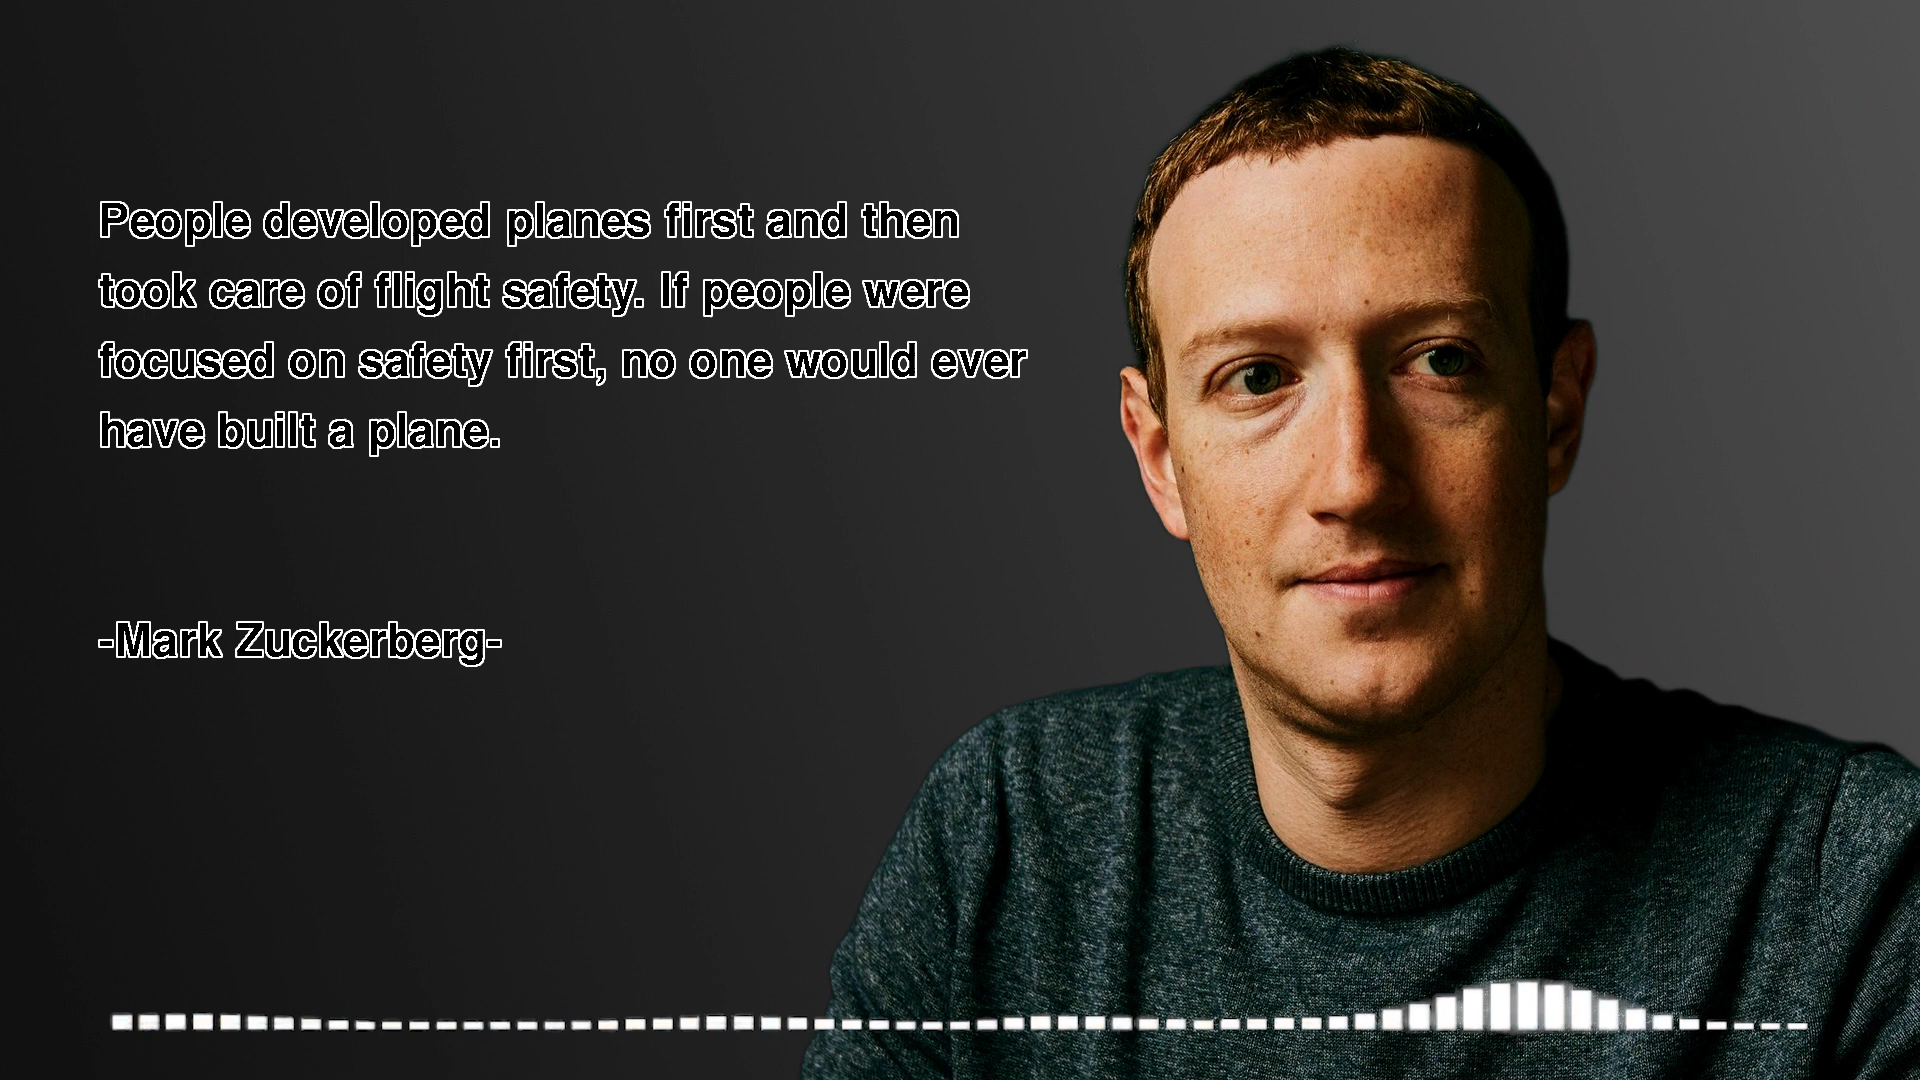 People developed planes first and then
took care of flight safety. If people were
focused on safety first, no one would ever
have built a plane.
-Mark Zuckerberg-